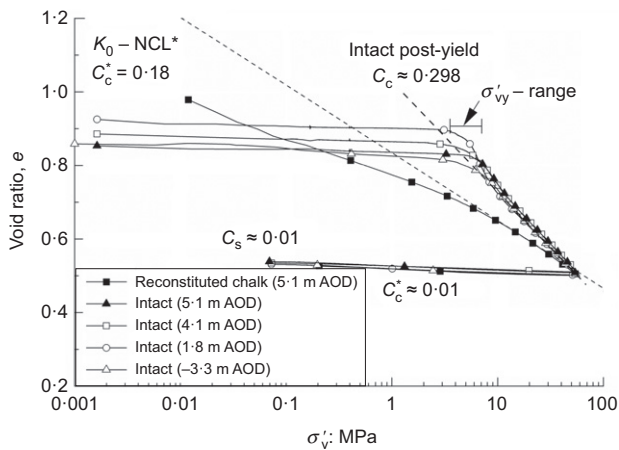 K₀ – NCL*
C*c = 0·18
Intact post-yield
Cc ≈ 0·298
σ′vy – range
Void ratio, e
1·2
1·0
0·8
0·6
0·4
0·2
Cs ≈ 0·01
C*c ≈ 0·01
Reconstituted chalk (5·1 m AOD)
Intact (5·1 m AOD)
Intact (4·1 m AOD)
Intact (1·8 m AOD)
Intact (–3·3 m AOD)
0·001
0·01
0·1
1
10
100
σ′v: MPa